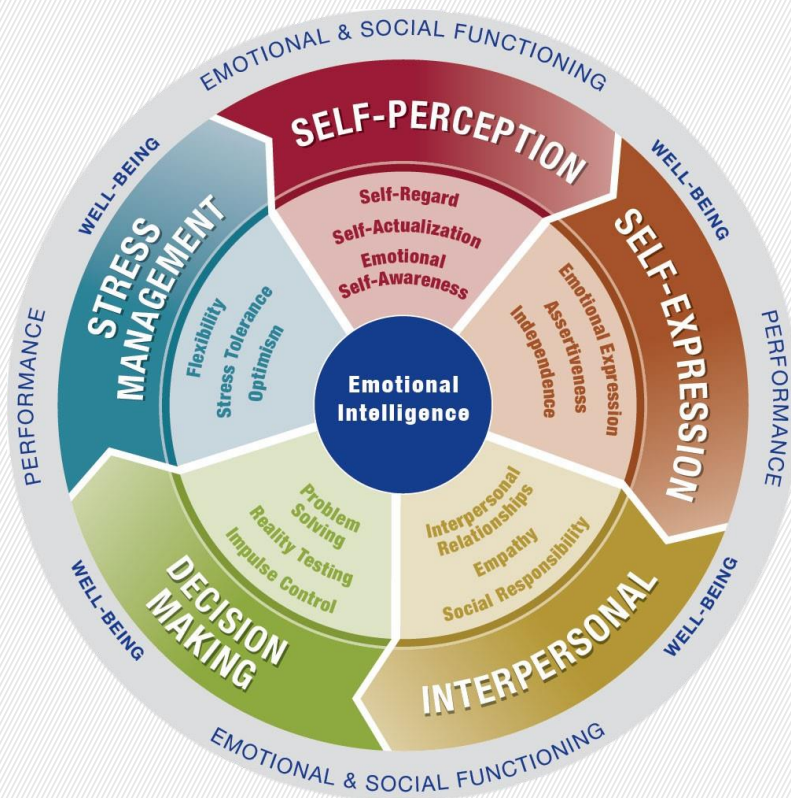 EMOTIONAL & SOCIAL FUNCTIONING
WELL-BEING
WELL-BEING
PERFORMANCE
PERFORMANCE
SELF-PERCEPTION
Self-Regard
Self-Actualization
Emotional
Self-Awareness
SELF-EXPRESSION
Emotional Expression
Assertiveness
Independence
INTERPERSONAL
Interpersonal
Relationships
Empathy
Social Responsibility
DECISION
MAKING
Problem
Solving
Reality Testing
Impulse Control
STRESS
MANAGEMENT
Flexibility
Stress Tolerance
Optimism
Emotional
Intelligence
WELL-BEING
WELL-BEING
EMOTIONAL & SOCIAL FUNCTIONING